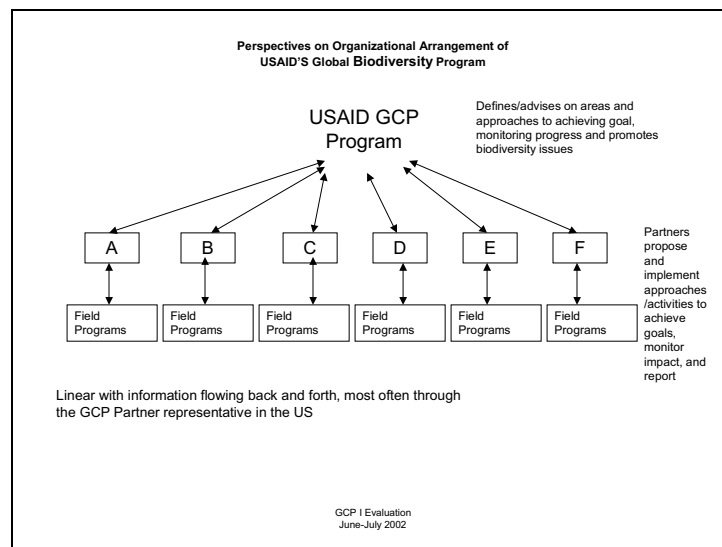 Perspectives on Organizational Arrangement of
USAID'S Global Biodiversity Program
USAID GCP
Program
Defines/advises on areas and
approaches to achieving goal,
monitoring progress and promotes
biodiversity issues
A
B
C
D
E
F
Field
Programs
Field
Programs
Field
Programs
Field
Programs
Field
Programs
Field
Programs
Partners
propose
and
implement
approaches
/activities to
achieve
goals,
monitor
impact, and
report
Linear with information flowing back and forth, most often through
the GCP Partner representative in the US
GCP I Evaluation
June-July 2002